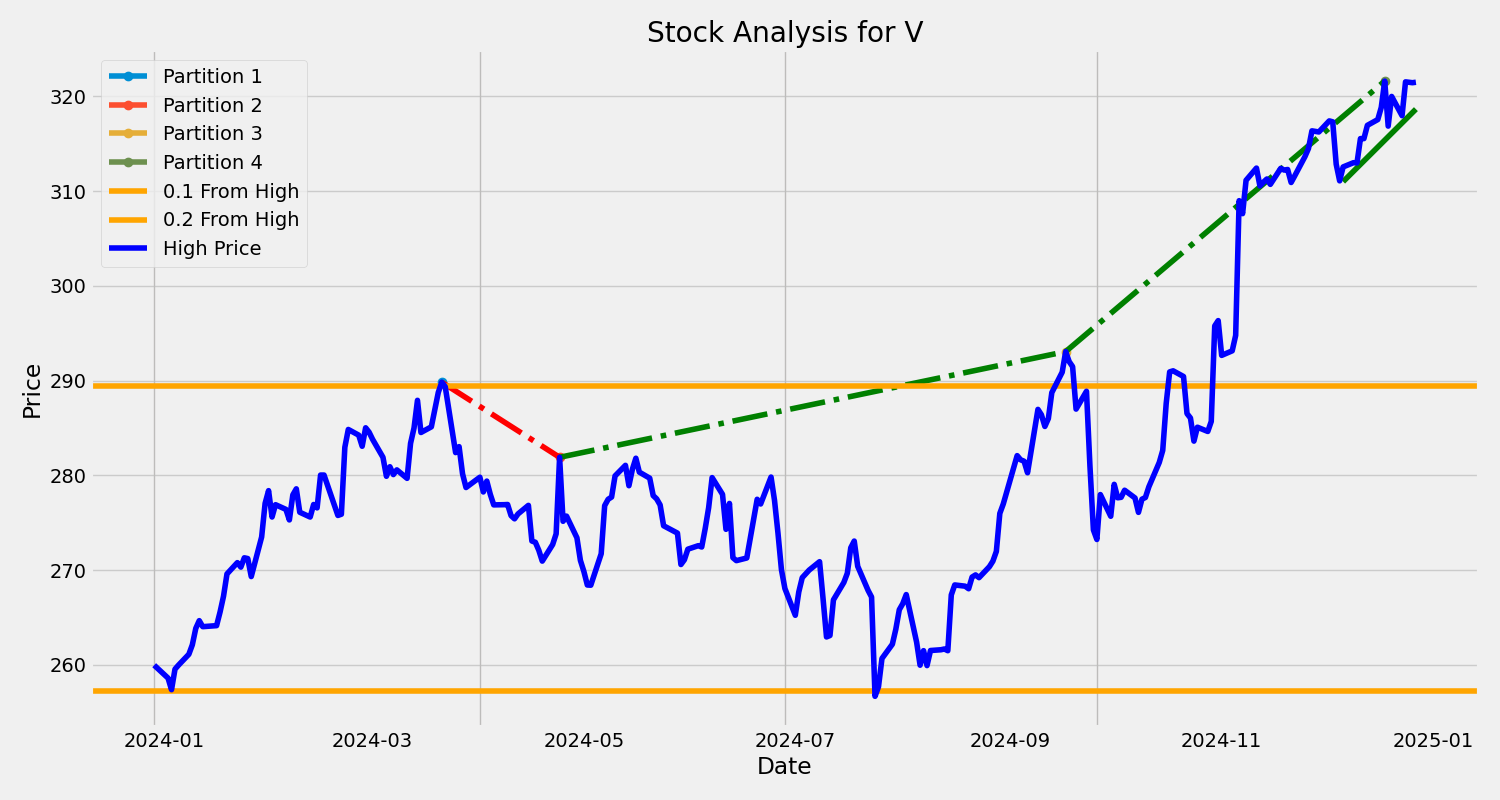 Stock Analysis for V
Partition 1
Partition 2
Partition 3
Partition 4
0.1 From High
0.2 From High
High Price
320
310
300
290
280
270
260
Price
2024-01 2024-03 2024-05 2024-07 2024-09 2024-11 2025-01
Date